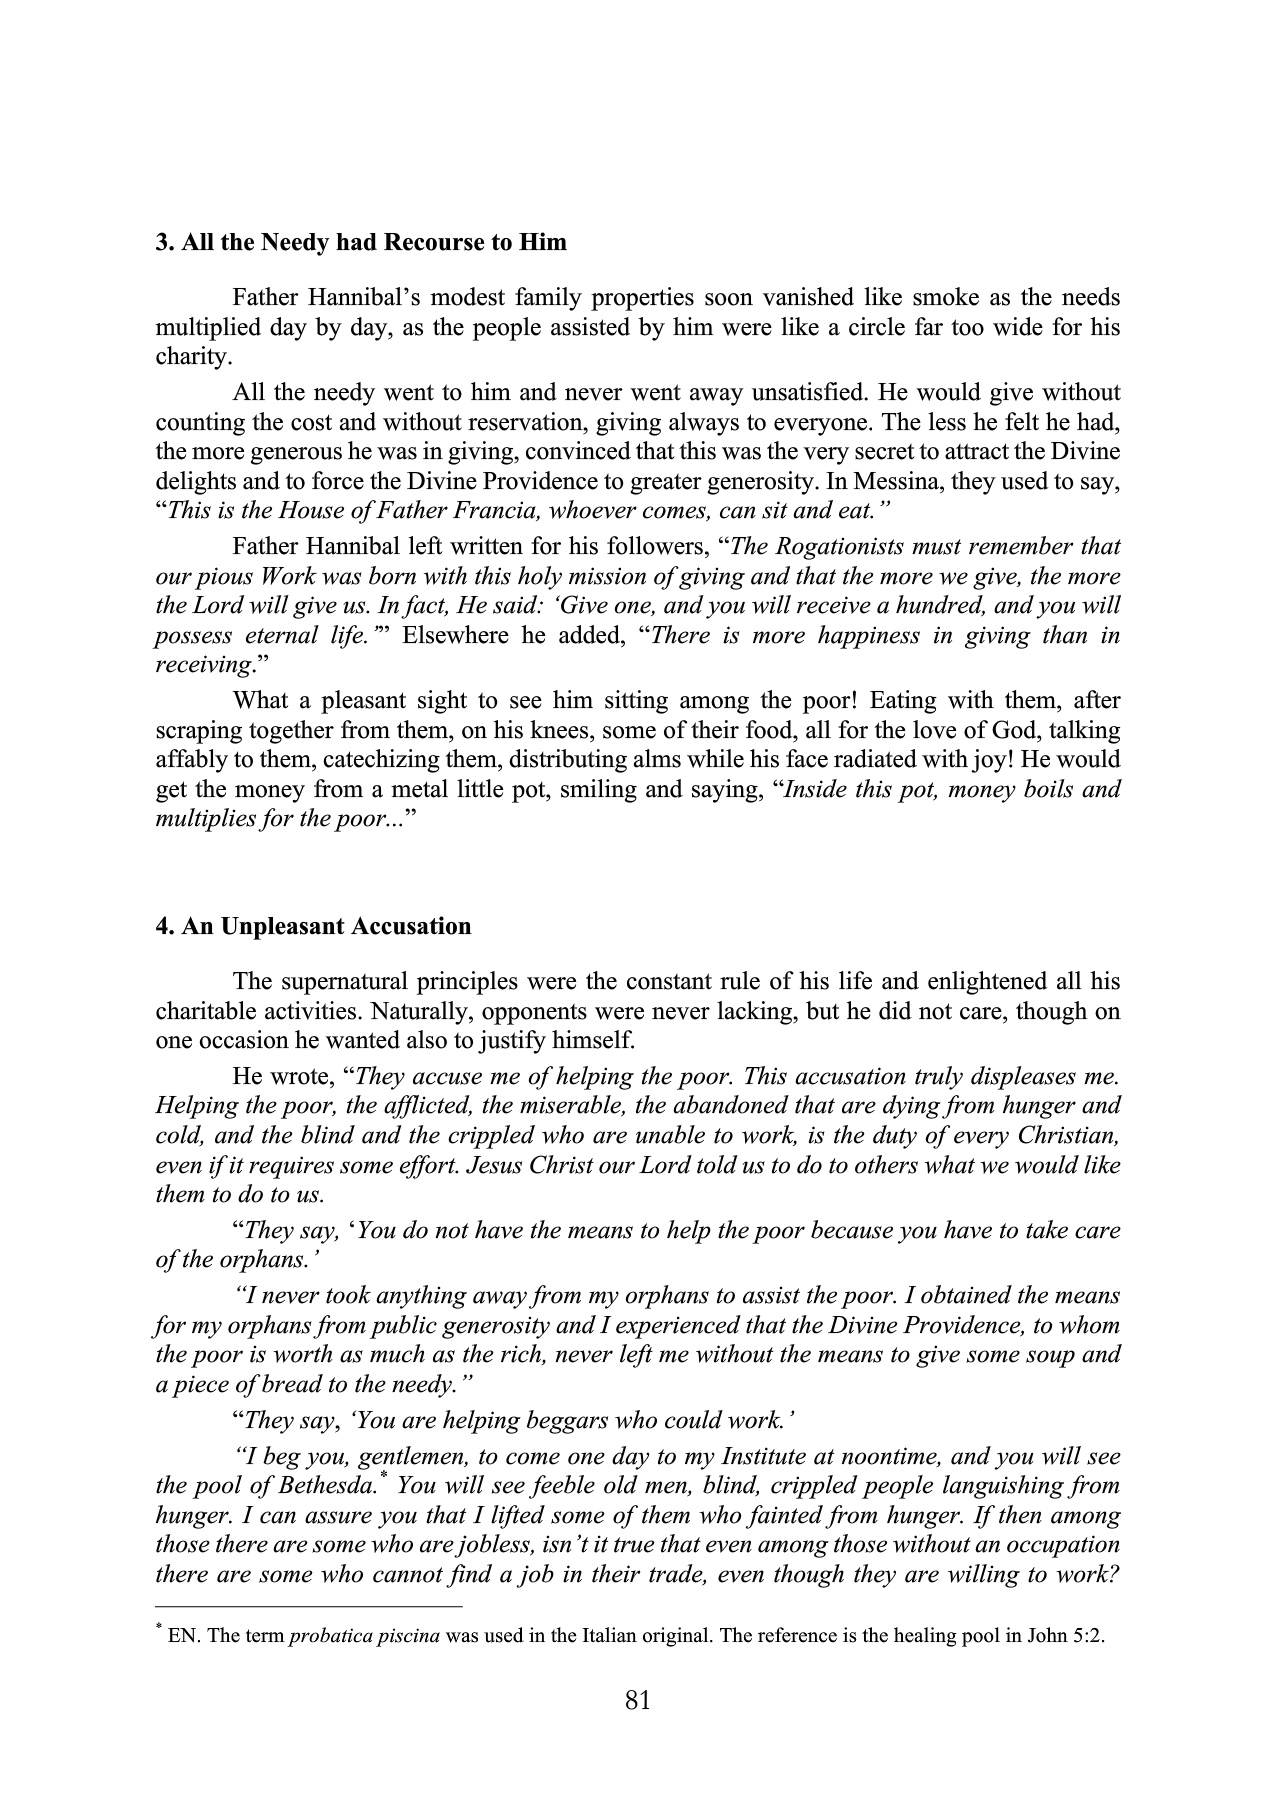 3. All the Needy had Recourse to Him
Father Hannibal’s modest family properties soon vanished like smoke as the needs
multiplied day by day, as the people assisted by him were like a circle far too wide for his
charity.
All the needy went to him and never went away unsatisfied. He would give without
counting the cost and without reservation, giving always to everyone. The less he felt he had,
the more generous he was in giving, convinced that this was the very secret to attract the Divine
delights and to force the Divine Providence to greater generosity. In Messina, they used to say,
“This is the House of Father Francia, whoever comes, can sit and eat.”
Father Hannibal left written for his followers, “The Rogationists must remember that
our pious Work was born with this holy mission of giving and that the more we give, the more
the Lord will give us. In fact, He said: ‘Give one, and you will receive a hundred, and you will
possess eternal life.’” Elsewhere he added, “There is more happiness in giving than in
receiving.”
What a pleasant sight to see him sitting among the poor! Eating with them, after
scraping together from them, on his knees, some of their food, all for the love of God, talking
affably to them, catechizing them, distributing alms while his face radiated with joy! He would
get the money from a metal little pot, smiling and saying, “Inside this pot, money boils and
multiplies for the poor...”
4. An Unpleasant Accusation
The supernatural principles were the constant rule of his life and enlightened all his
charitable activities. Naturally, opponents were never lacking, but he did not care, though on
one occasion he wanted also to justify himself.
He wrote, “They accuse me of helping the poor. This accusation truly displeases me.
Helping the poor, the afflicted, the miserable, the abandoned that are dying from hunger and
cold, and the blind and the crippled who are unable to work, is the duty of every Christian,
even if it requires some effort. Jesus Christ our Lord told us to do to others what we would like
them to do to us.
“They say, ‘You do not have the means to help the poor because you have to take care
of the orphans.’
“I never took anything away from my orphans to assist the poor. I obtained the means
for my orphans from public generosity and I experienced that the Divine Providence, to whom
the poor is worth as much as the rich, never left me without the means to give some soup and
a piece of bread to the needy.”
“They say, ‘You are helping beggars who could work.’
“I beg you, gentlemen, to come one day to my Institute at noontime, and you will see
the pool of Bethesda.* You will see feeble old men, blind, crippled people languishing from
hunger. I can assure you that I lifted some of them who fainted from hunger. If then among
those there are some who are jobless, isn’t it true that even among those without an occupation
there are some who cannot find a job in their trade, even though they are willing to work?
* EN. The term probatica piscina was used in the Italian original. The reference is the healing pool in John 5:2.
81